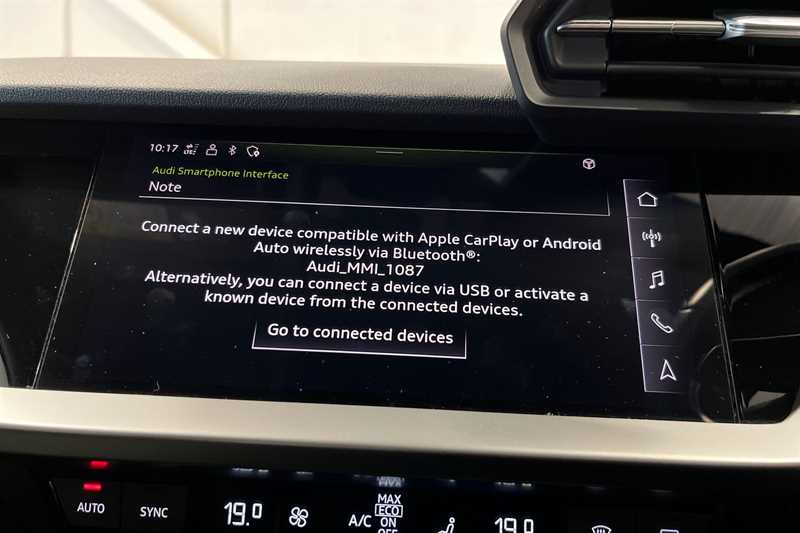 10:17 LTE
Audi Smartphone Interface
Note
Connect a new device compatible with Apple CarPlay or Android
Auto wirelessly via Bluetooth®:
Audi_MMI_1087
Alternatively, you can connect a device via USB or activate a
known device from the connected devices.
Go to connected devices
AUTO
SYNC
19.0
A/C
MAX
ECO
ON
OFF
19.0